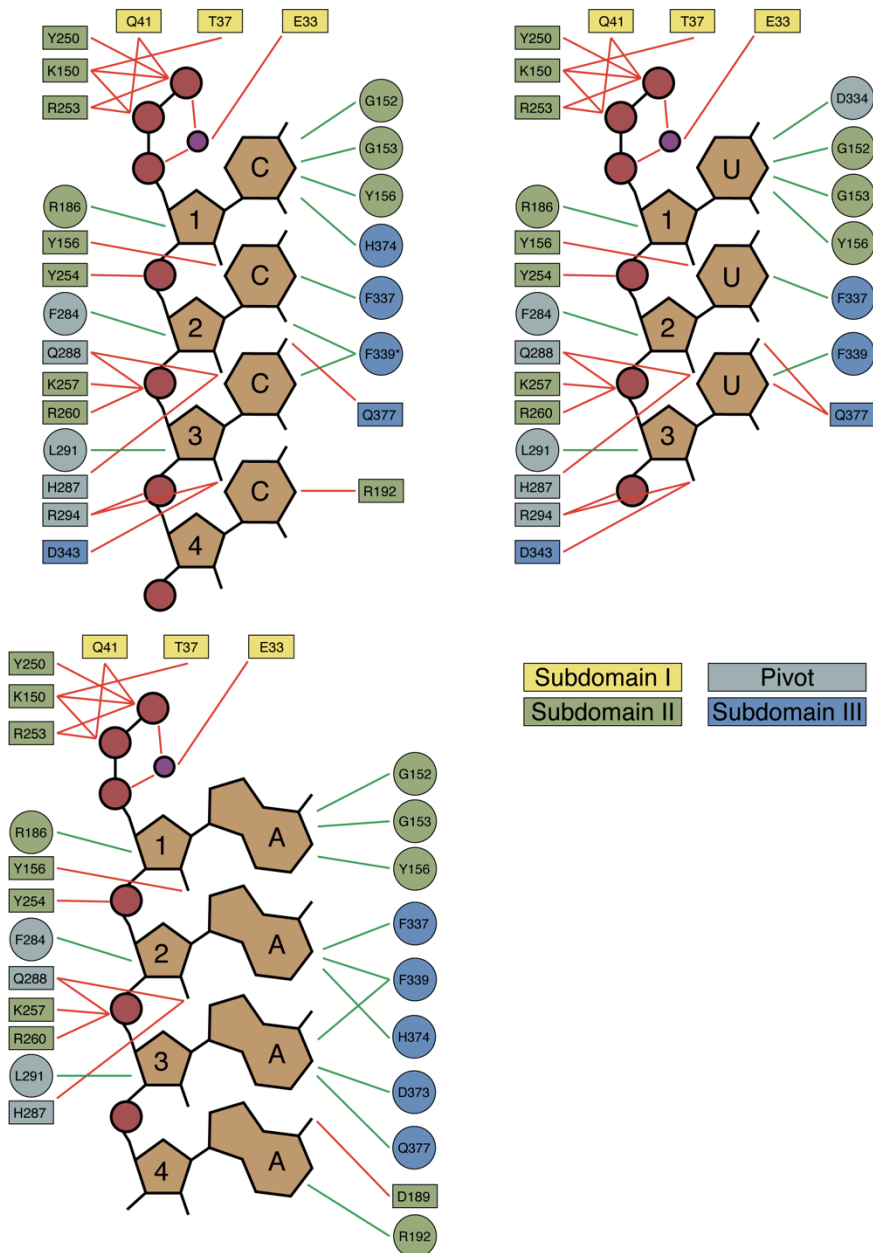 Q41 T37 E33
Y250
K150
R253
G152
G153
Y156
H374
F337
F339*
Q377
R192
R186
Y156
Y254
F284
Q288
K257
R260
L291
H287
R294
D343
C
C
C
C
1
2
3
4
Q41 T37 E33
Y250
K150
R253
D334
G152
G153
Y156
F337
F339
Q377
R186
Y156
Y254
F284
Q288
K257
R260
L291
H287
R294
D343
U
U
U
1
2
3
Q41 T37 E33
Y250
K150
R253
G152
G153
Y156
F337
F339
H374
D373
Q377
D189
R192
R186
Y156
Y254
F284
Q288
K257
R260
L291
H287
A
A
A
A
1
2
3
4
Subdomain I Pivot
Subdomain II Subdomain III